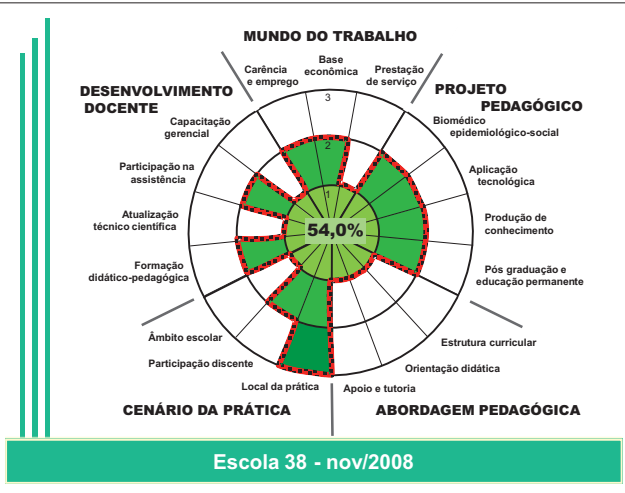 MUNDO DO TRABALHO
Carência
e emprego
Base
econômica
Prestação
de serviço
DESENVOLVIMENTO
DOCENTE
PROJETO
PEDAGÓGICO
Capacitação
gerencial
Participação na
assistência
Atualização
técnico científica
Formação
didático-pedagógica
Biomédico
epidemiológico-social
Aplicação
tecnológica
Produção de
conhecimento
Pós graduação e
educação permanente
3
2
1
54,0%
Âmbito escolar
Participação discente
Local da prática
Apoio e tutoria
Orientação didática
Estrutura curricular
CENÁRIO DA PRÁTICA
ABORDAGEM PEDAGÓGICA
Escola 38 - nov/2008